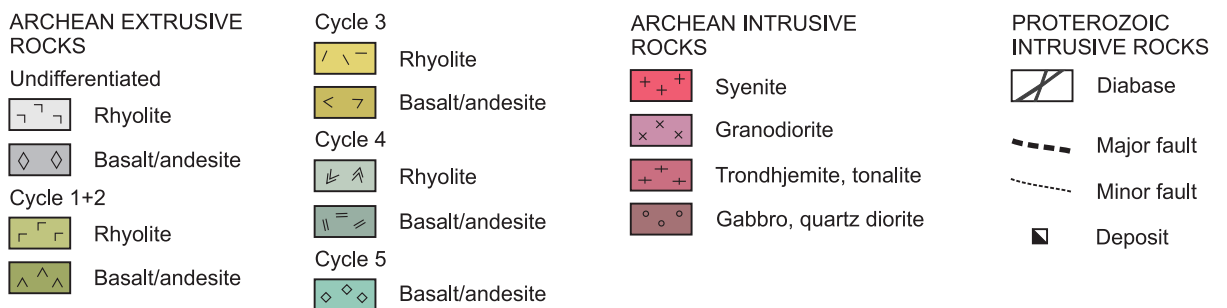 ARCHEAN EXTRUSIVE
ROCKS
Undifferentiated
Rhyolite
Basalt/andesite
Cycle 1+2
Rhyolite
Basalt/andesite
Cycle 3
Rhyolite
Basalt/andesite
Cycle 4
Rhyolite
Basalt/andesite
Cycle 5
Basalt/andesite
ARCHEAN INTRUSIVE
ROCKS
Syenite
Granodiorite
Trondhjemite, tonalite
Gabbro, quartz diorite
PROTEROZOIC
INTRUSIVE ROCKS
Diabase
Major fault
Minor fault
Deposit